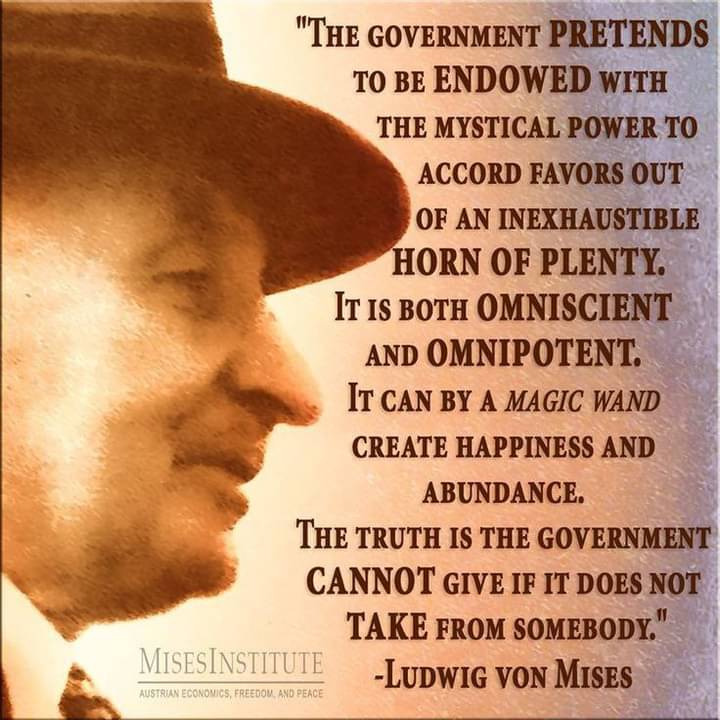 "The government PRETENDS
to be ENDOWED with
the mystical power to
accord favors out
of an inexhaustible
HORN OF PLENTY.
It is both OMNISCIENT
and OMNIPOTENT.
It can by a magic wand
create happiness and
abundance.
The truth is the government
CANNOT give if it does not
TAKE from somebody."
-Ludwig von Mises
MisesInstitute
AUSTRIAN ECONOMICS, FREEDOM, AND PEACE